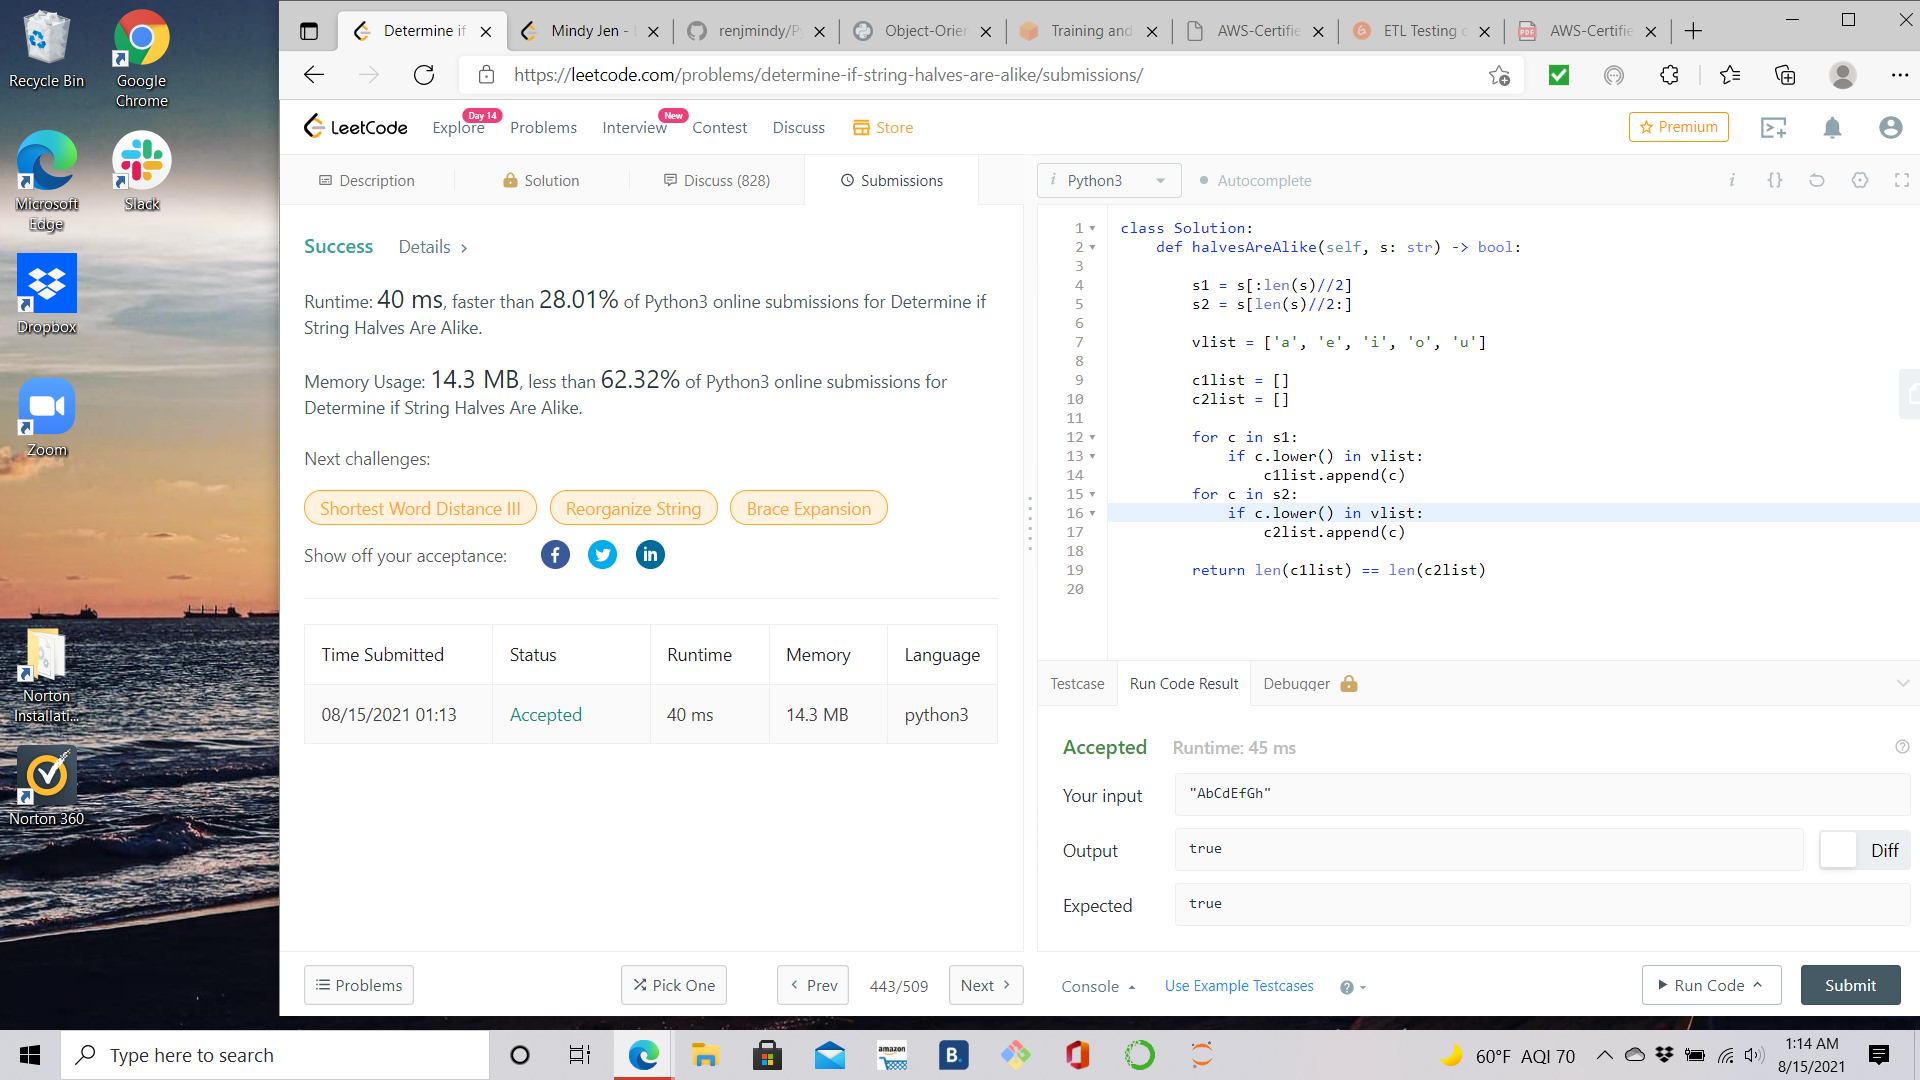 Recycle Bin
Google
Chrome
Microsoft
Edge
Slack
Dropbox
Zoom
Norton
Installati...
Norton 360
Determine if
Mindy Jen -
renjmindy/P
Object-Orie
Training and
AWS-Certifie
ETL Testing
AWS-Certifie
https://leetcode.com/problems/determine-if-string-halves-are-alike/submissions/
LeetCode
Explore
Day 14
Problems
Interview
New
Contest
Discuss
Store
Premium
Description
Solution
Discuss (828)
Submissions
Python3
Autocomplete
Success
Details
Runtime: 40 ms, faster than 28.01% of Python3 online submissions for Determine if
String Halves Are Alike.
Memory Usage: 14.3 MB, less than 62.32% of Python3 online submissions for
Determine if String Halves Are Alike.
Next challenges:
Shortest Word Distance III
Reorganize String
Brace Expansion
Show off your acceptance:
Time Submitted Status Runtime Memory Language
08/15/2021 01:13 Accepted 40 ms 14.3 MB python3
1 class Solution:
2 def halvesAreAlike(self, s: str) -> bool:
3
4 s1 = s[:len(s)//2]
5 s2 = s[len(s)//2:]
6
7 vlist = ['a', 'e', 'i', 'o', 'u']
8
9 c1list = []
10 c2list = []
11
12 for c in s1:
13 if c.lower() in vlist:
14 c1list.append(c)
15 for c in s2:
16 if c.lower() in vlist:
17 c2list.append(c)
18
19 return len(c1list) == len(c2list)
20
Testcase
Run Code Result
Debugger
Accepted
Runtime: 45 ms
Your input
"AbCdEfGh"
Output
true
Diff
Expected
true
Problems
Pick One
Prev
443/509
Next
Console
Use Example Testcases
Run Code
Submit
Type here to search
amazon
B.
60°F AQI 70
1:14 AM
8/15/2021